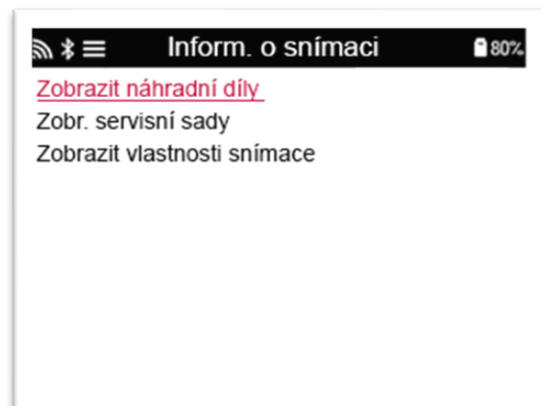 Inform. o snímaci 80%
Zobrazit náhradní díly
Zobr. servisní sady
Zobrazit vlastnosti snímace